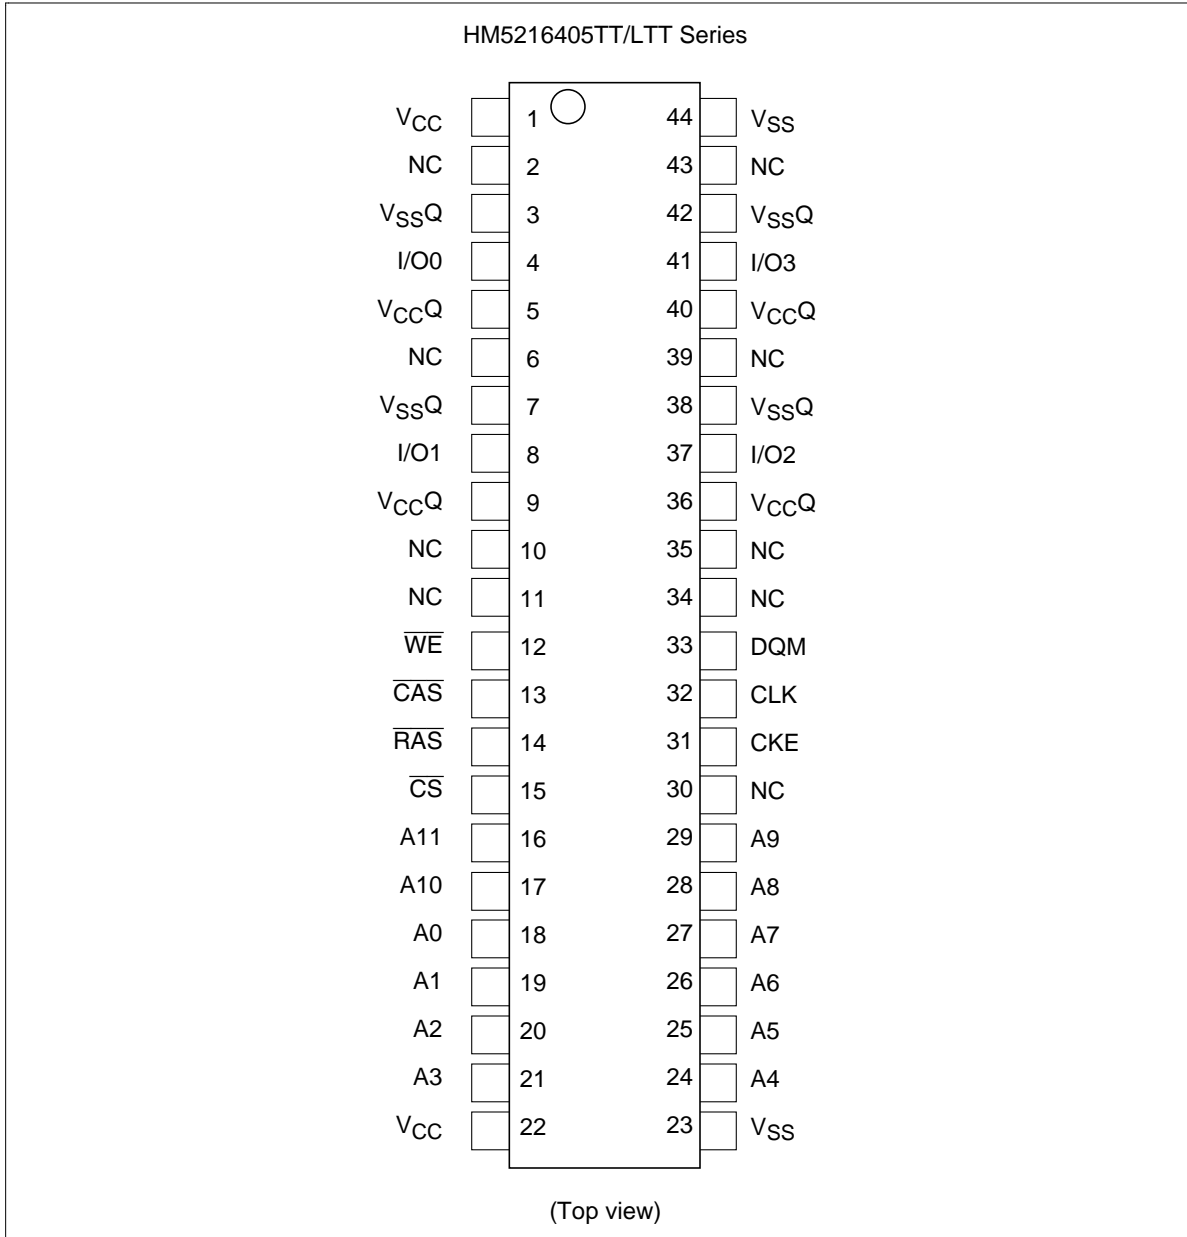 HM5216405TT/LTT Series
VCC 1 44 VSS
NC 2 43 NC
VSSQ 3 42 VSSQ
I/O0 4 41 I/O3
VCCQ 5 40 VCCQ
NC 6 39 NC
VSSQ 7 38 VSSQ
I/O1 8 37 I/O2
VCCQ 9 36 VCCQ
NC 10 35 NC
NC 11 34 NC
W̅E̅ 12 33 DQM
C̅A̅S̅ 13 32 CLK
R̅A̅S̅ 14 31 CKE
C̅S̅ 15 30 NC
A11 16 29 A9
A10 17 28 A8
A0 18 27 A7
A1 19 26 A6
A2 20 25 A5
A3 21 24 A4
VCC 22 23 VSS
(Top view)